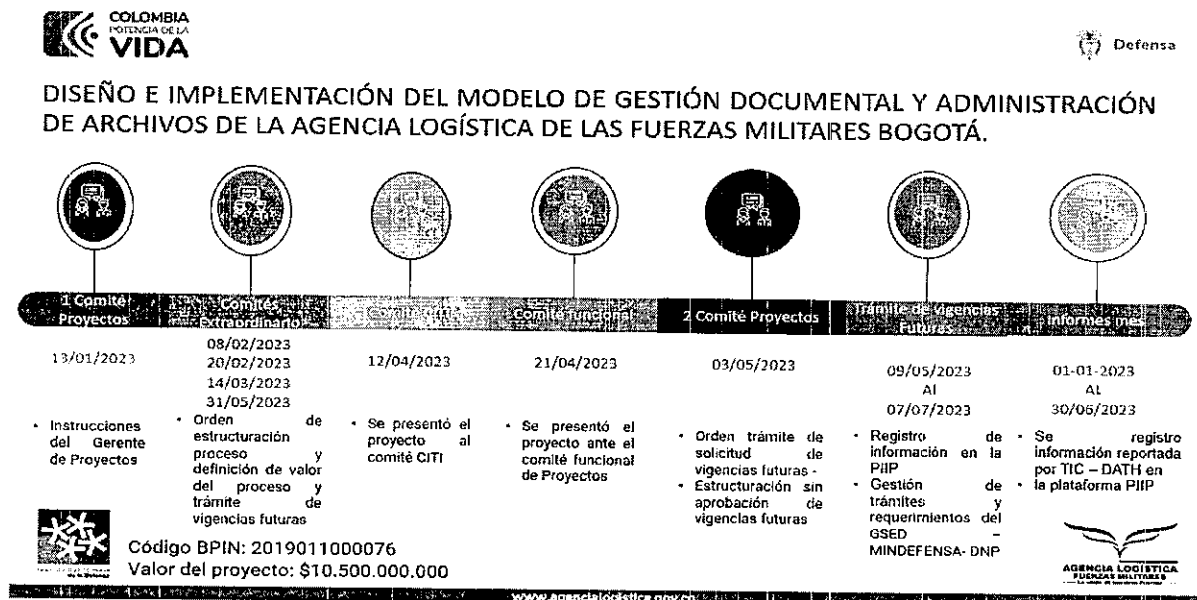 COLOMBIA
POTENCIA DE LA
VIDA
Defensa
DISEÑO E IMPLEMENTACIÓN DEL MODELO DE GESTIÓN DOCUMENTAL Y ADMINISTRACIÓN
DE ARCHIVOS DE LA AGENCIA LOGÍSTICA DE LAS FUERZAS MILITARES BOGOTÁ.
1 Comité
Proyectos
13/01/2023
• Instrucciones
del Gerente
de Proyectos
Comités
Extraordinario
08/02/2023
20/02/2023
14/03/2023
31/05/2023
• Orden de
estructuración
proceso y
definición de valor
del proceso y
trámite de
vigencias futuras
12/04/2023
• Se presentó el
proyecto al
comité CITI
Comité funcional
21/04/2023
• Se presentó el
proyecto ante el
comité funcional
de Proyectos
2 Comité Proyectos
03/05/2023
• Orden trámite de
solicitud de
vigencias futuras -
• Estructuración sin
aprobación de
vigencias futuras
Trámite de vigencias
Futuras
09/05/2023
Al
07/07/2023
• Registro de
información en la
PIIP
• Gestión de
trámites y
requerimientos del
GSED –
MINDEFENSA- DNP
Informes mes
01-01-2023
AL
30/06/2023
• Se registro
información reportada
por TIC – DATH en
• la plataforma PIIP
Código BPIN: 2019011000076
Valor del proyecto: $10.500.000.000
AGENCIA LOGÍSTICA
FUERZAS MILITARES
www.agencialogistica.gov.co